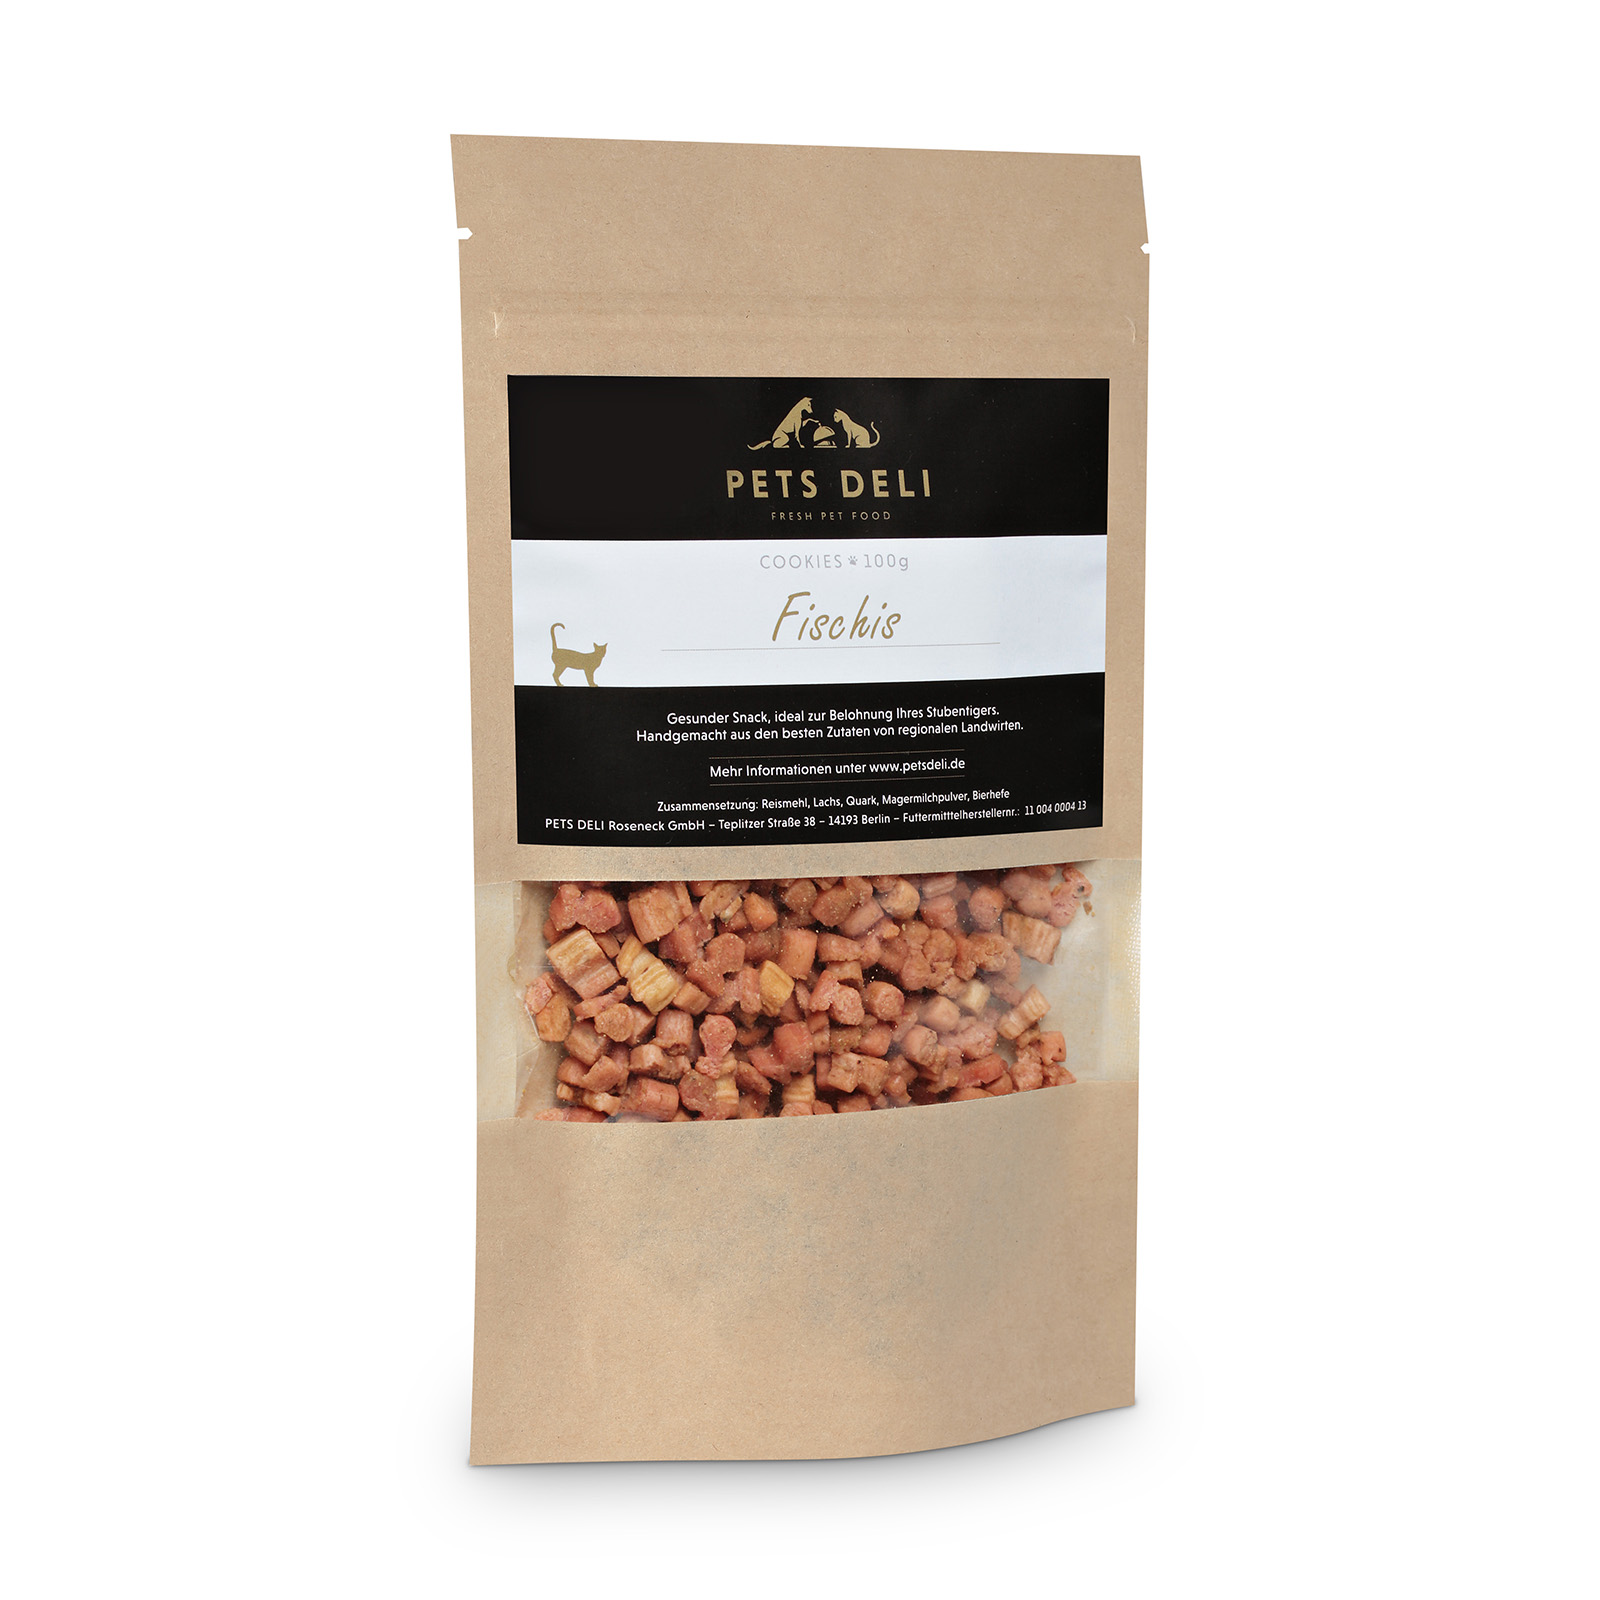 PETS DELI
FRESH PET FOOD
COOKIES 100g
Fischis
Gesunder Snack, ideal zur Belohnung Ihres Stubentigers.
Handgemacht aus den besten Zutaten von regionalen Landwirten.
Mehr Informationen unter www.petsdeli.de
Zusammensetzung: Reismehl, Lachs, Quark, Magermilchpulver, Bierhefe
PETS DELI Roseneck GmbH – Teplitzer Straße 38 – 14193 Berlin – Futtermitttelherstellernr.: 11 004 0004 13